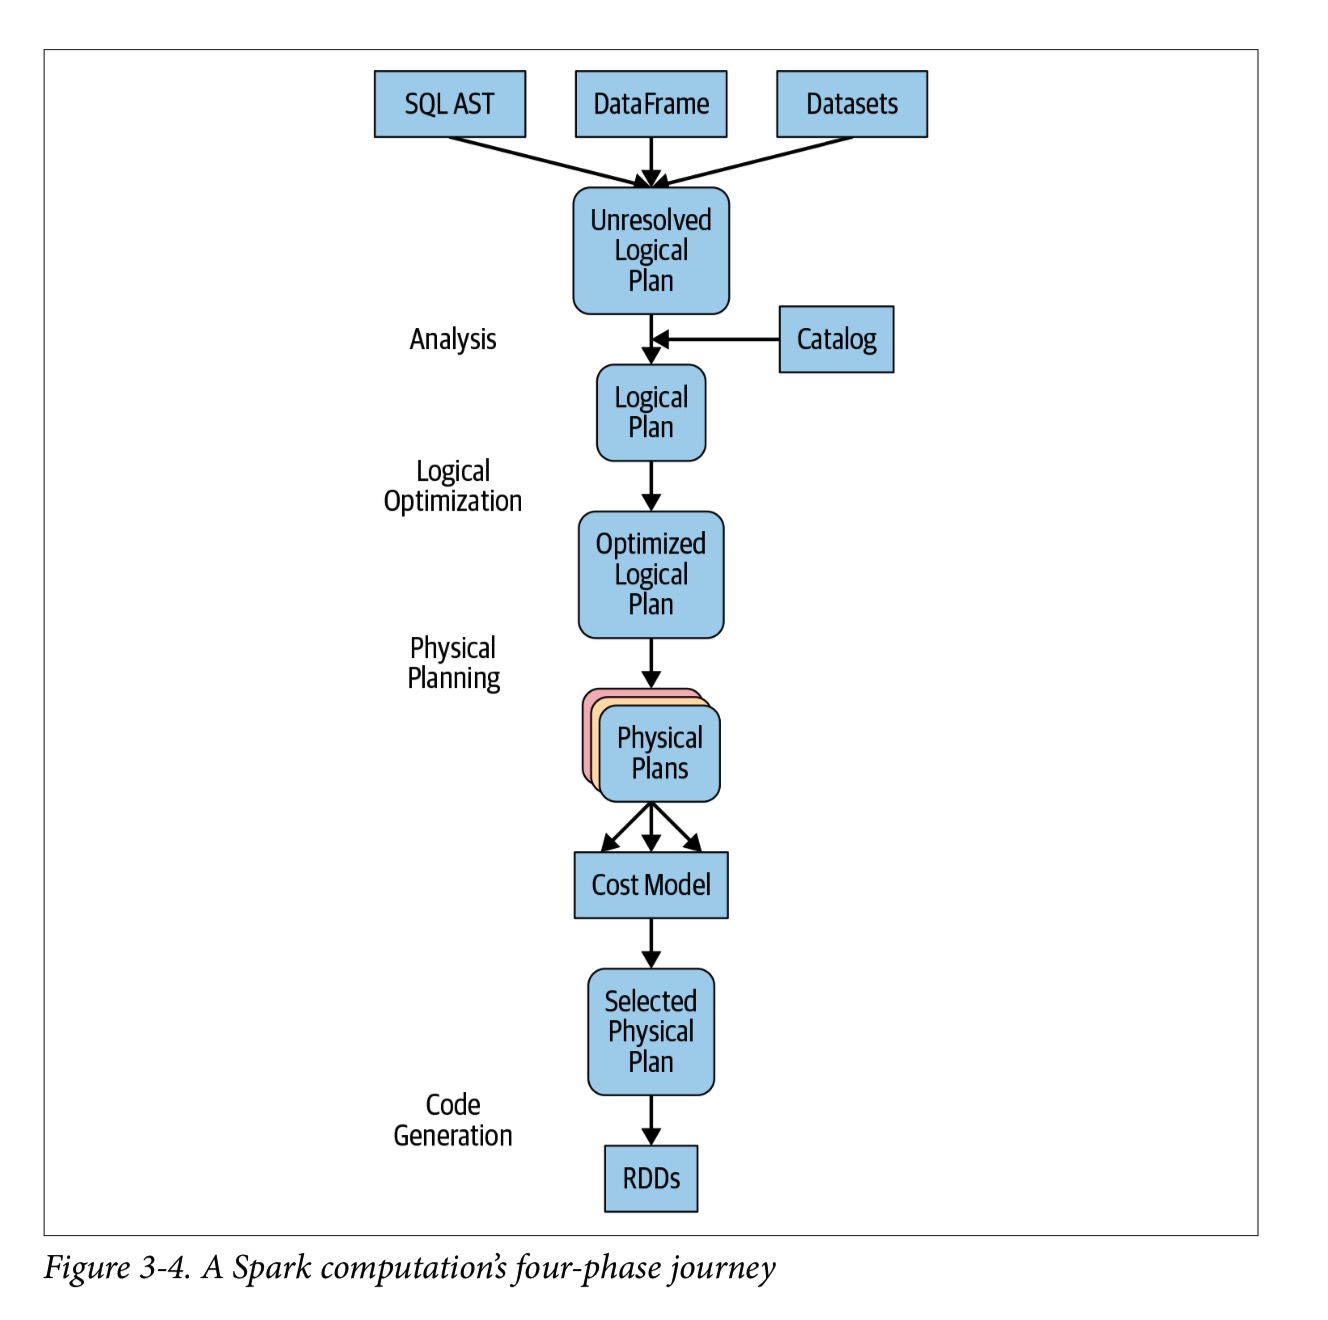 SQL AST
DataFrame
Datasets
Unresolved
Logical
Plan
Analysis
Catalog
Logical
Plan
Logical
Optimization
Optimized
Logical
Plan
Physical
Planning
Physical
Plans
Cost Model
Selected
Physical
Plan
Code
Generation
RDDs
Figure 3-4. A Spark computation’s four-phase journey